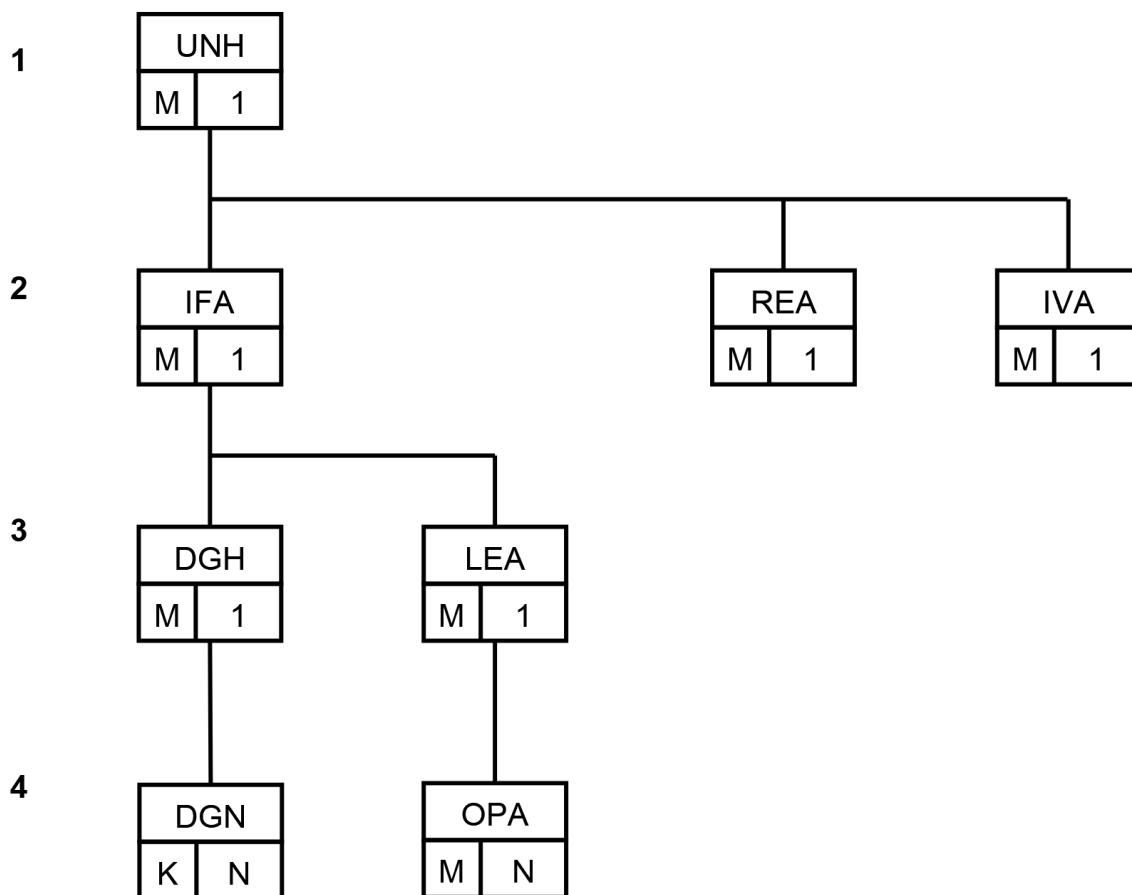 UNH
1
M 1
2
IFA REA IVA
M 1 M 1 M 1
3
DGH LEA
M 1 M 1
4
DGN OPA
K N M N